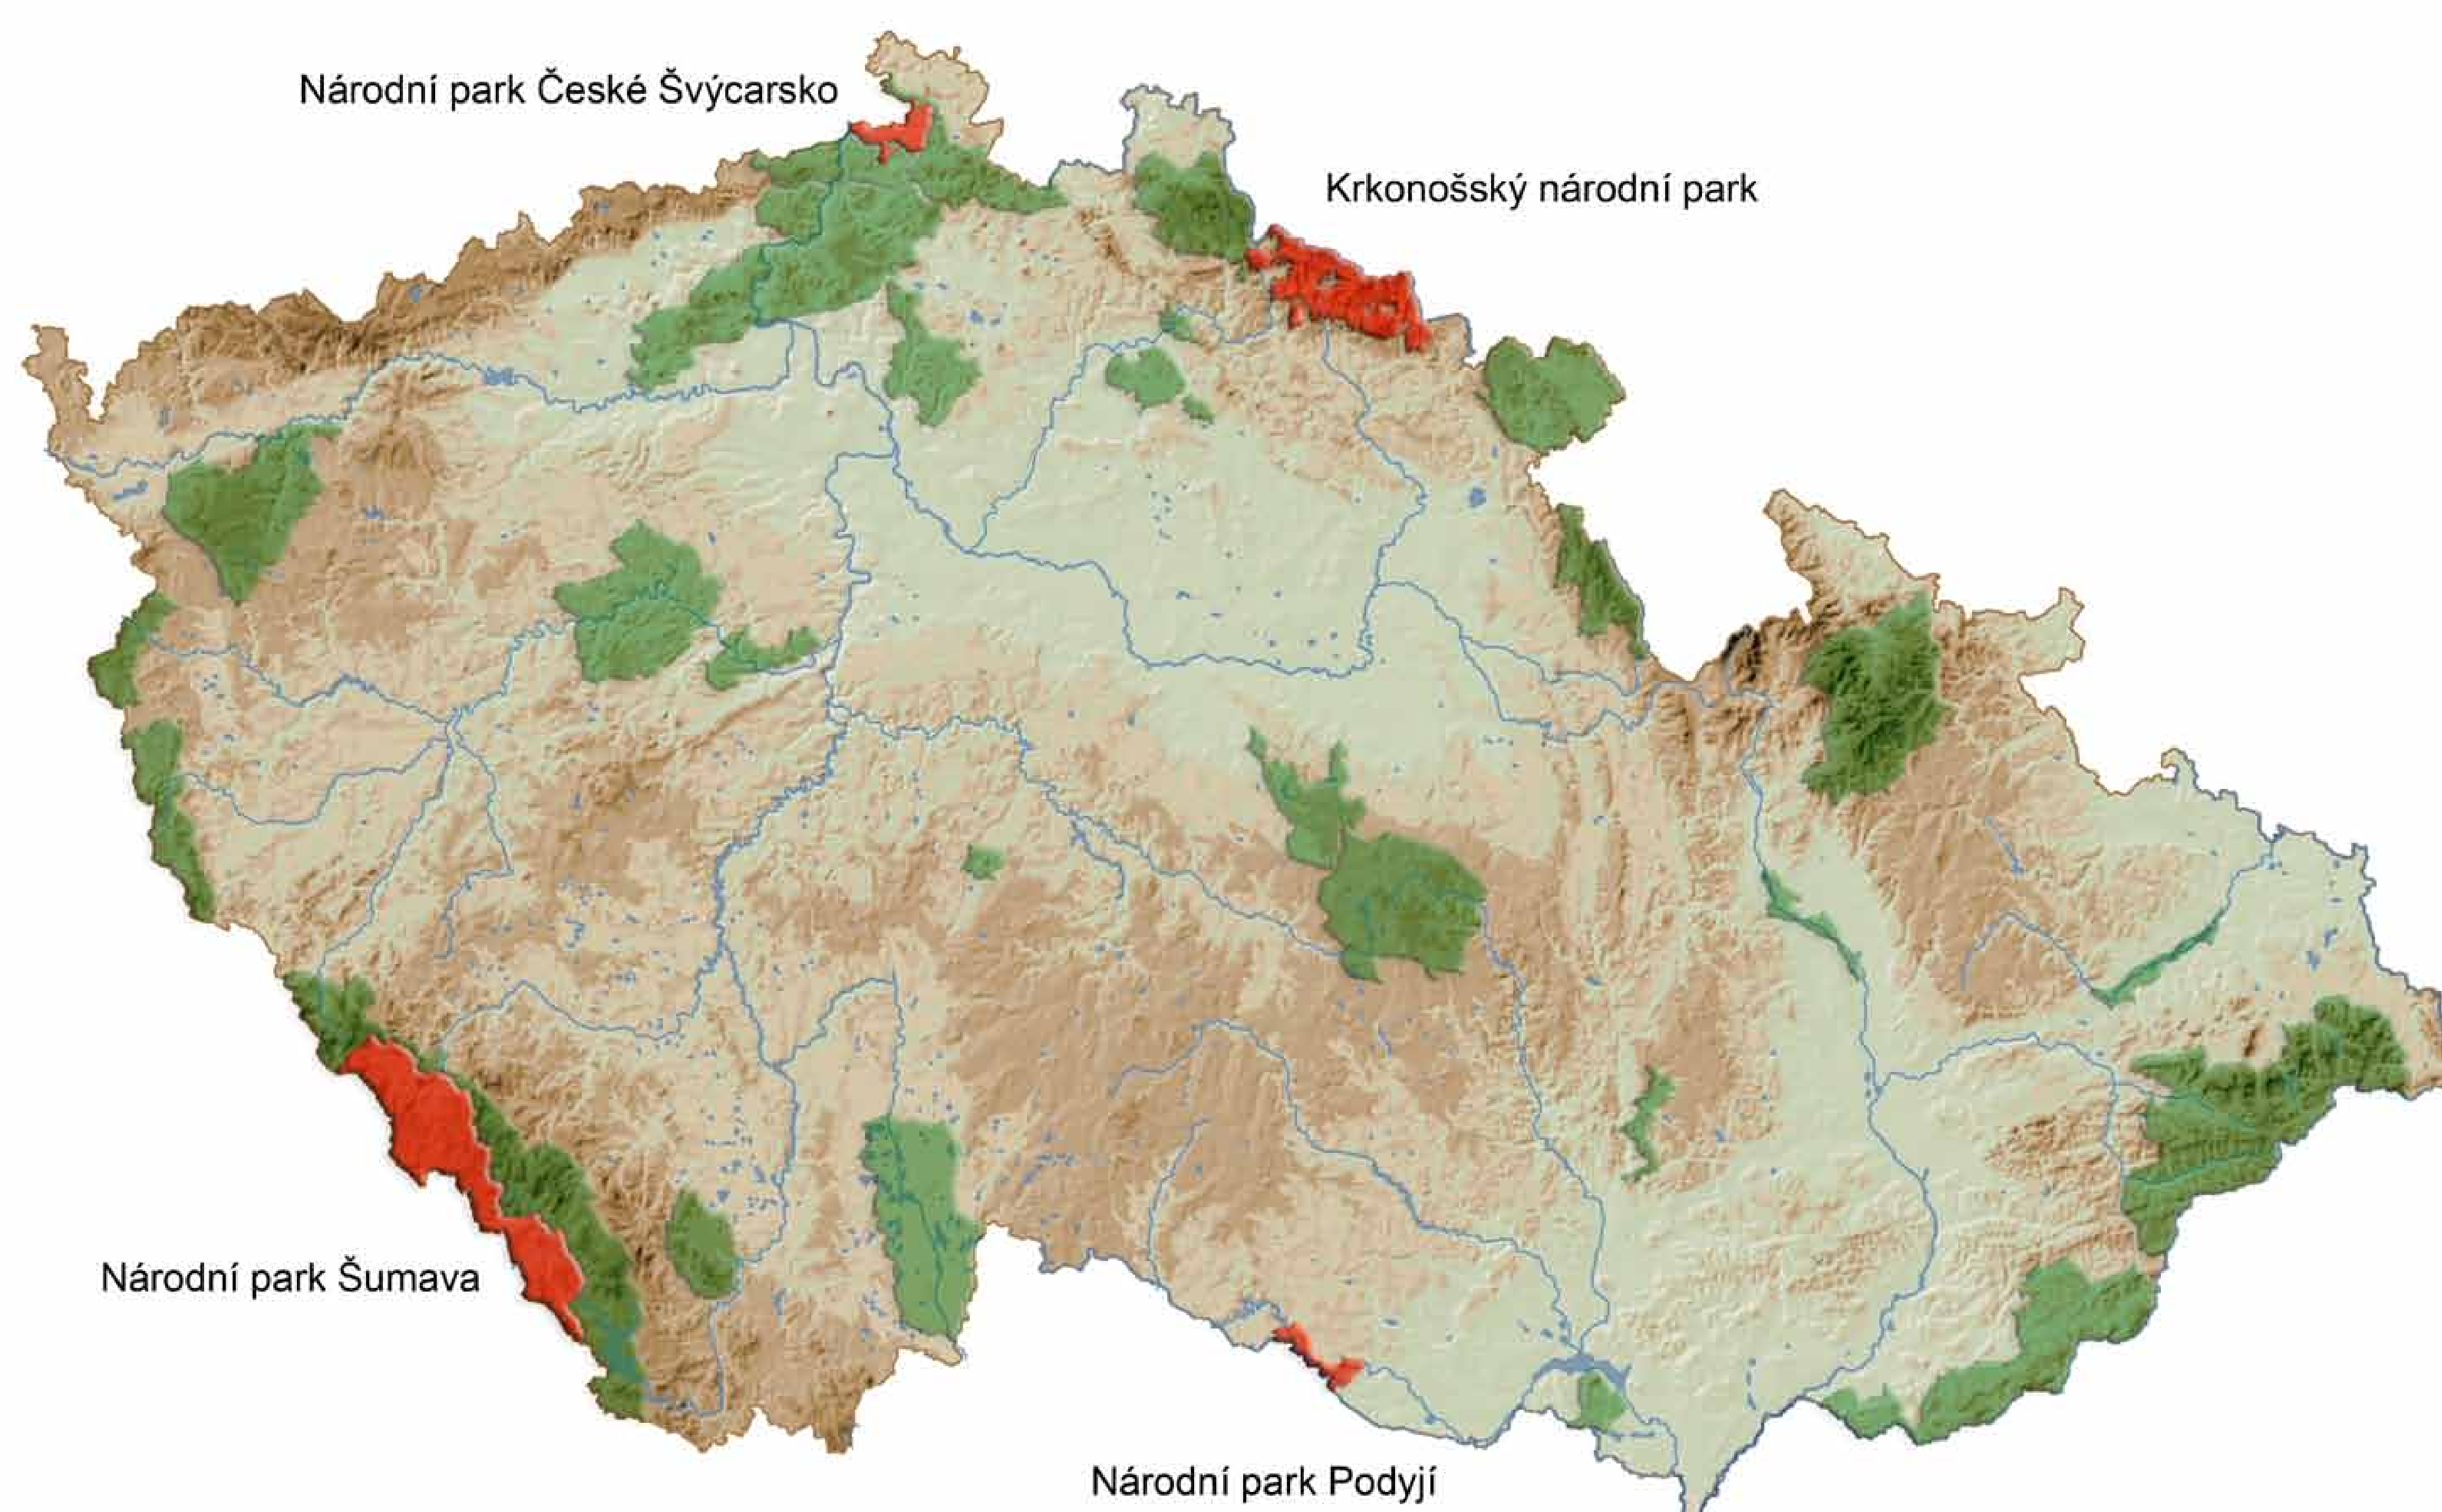 Národní park České Švýcarsko
Krkonošský národní park
Národní park Šumava
Národní park Podyjí